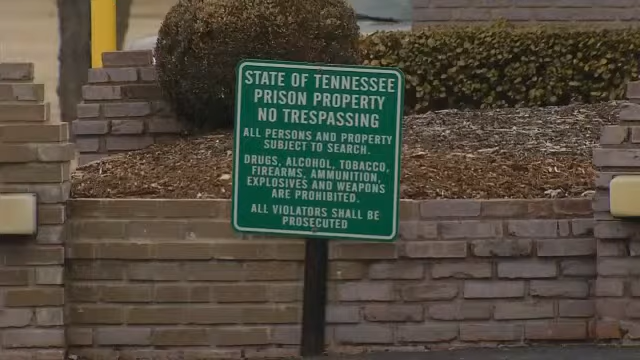 STATE OF TENNESSEE
PRISON PROPERTY
NO TRESPASSING
ALL PERSONS AND PROPERTY
SUBJECT TO SEARCH.
DRUGS, ALCOHOL, TOBACCO,
FIREARMS, AMMUNITION,
EXPLOSIVES AND WEAPONS
ARE PROHIBITED.
ALL VIOLATORS SHALL BE
PROSECUTED